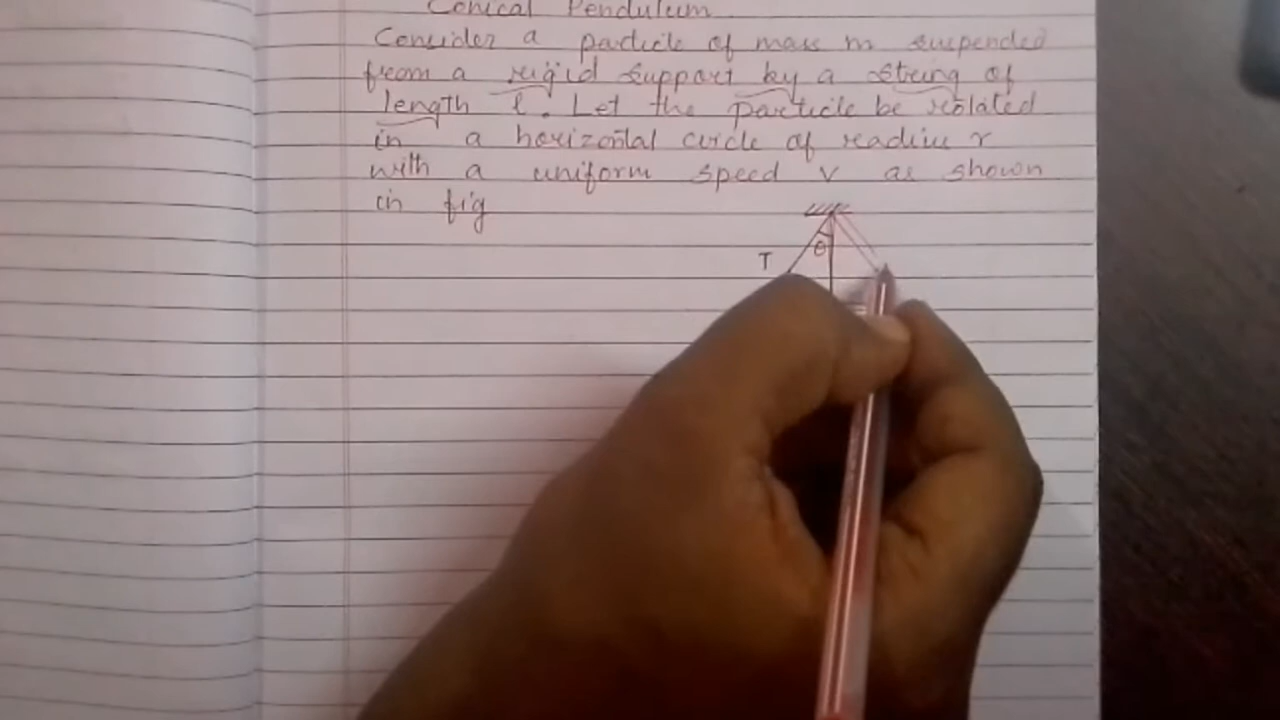 Conical Pendulum
Consider a particle of mass m suspended
from a rigid support by a string of
length l. Let the particle be rotated
in a horizontal circle of radius r
with a uniform speed v as shown
in fig
θ
T